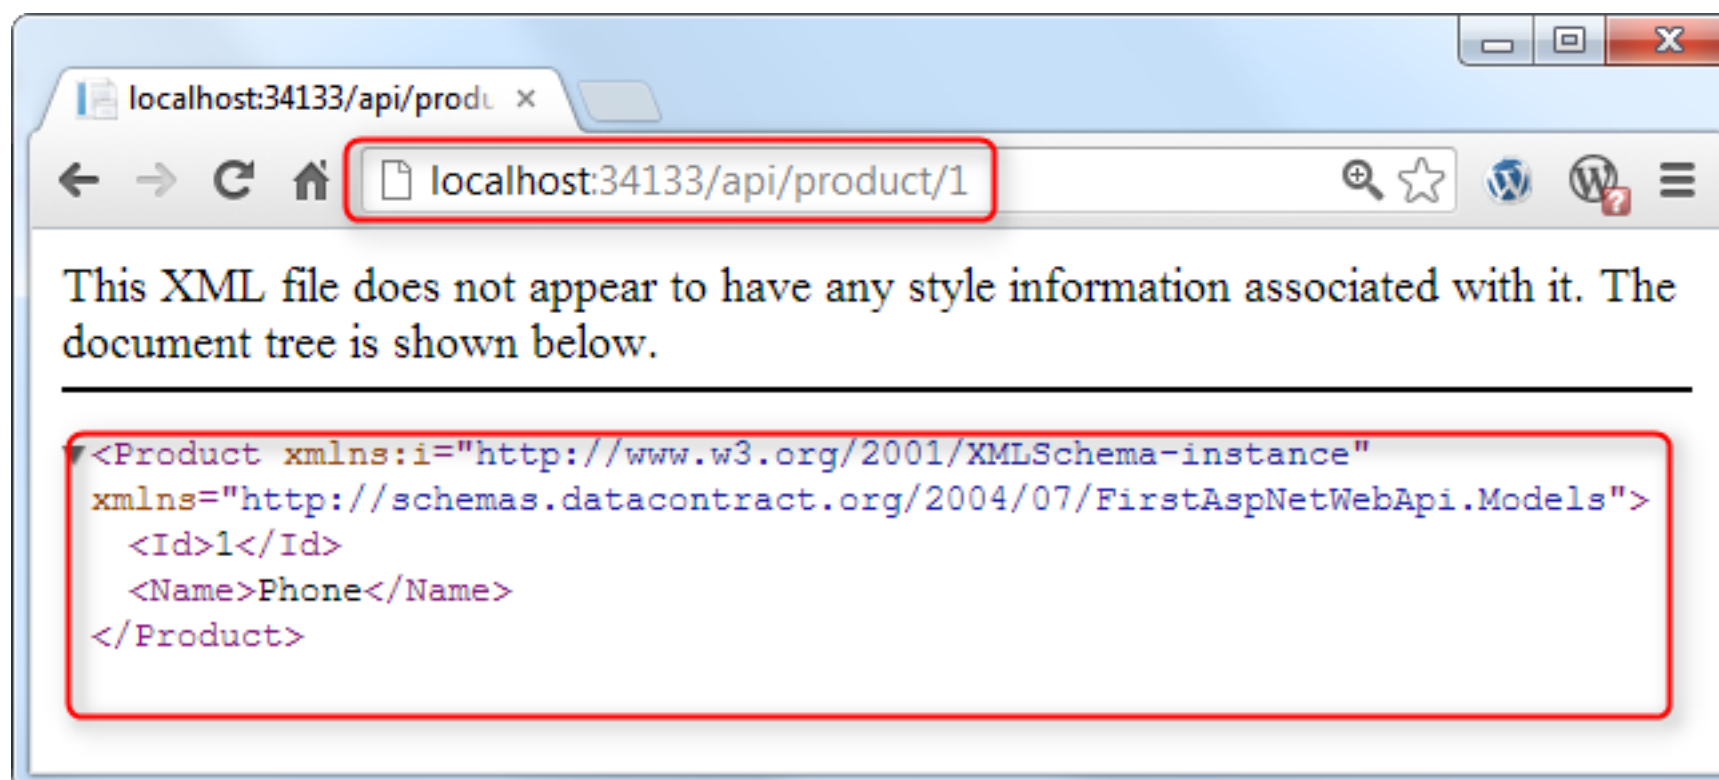 localhost:34133/api/produ
localhost:34133/api/product/1
This XML file does not appear to have any style information associated with it. The
document tree is shown below.
<Product xmlns:i="http://www.w3.org/2001/XMLSchema-instance"
xmlns="http://schemas.datacontract.org/2004/07/FirstAspNetWebApi.Models">
<Id>1</Id>
<Name>Phone</Name>
</Product>